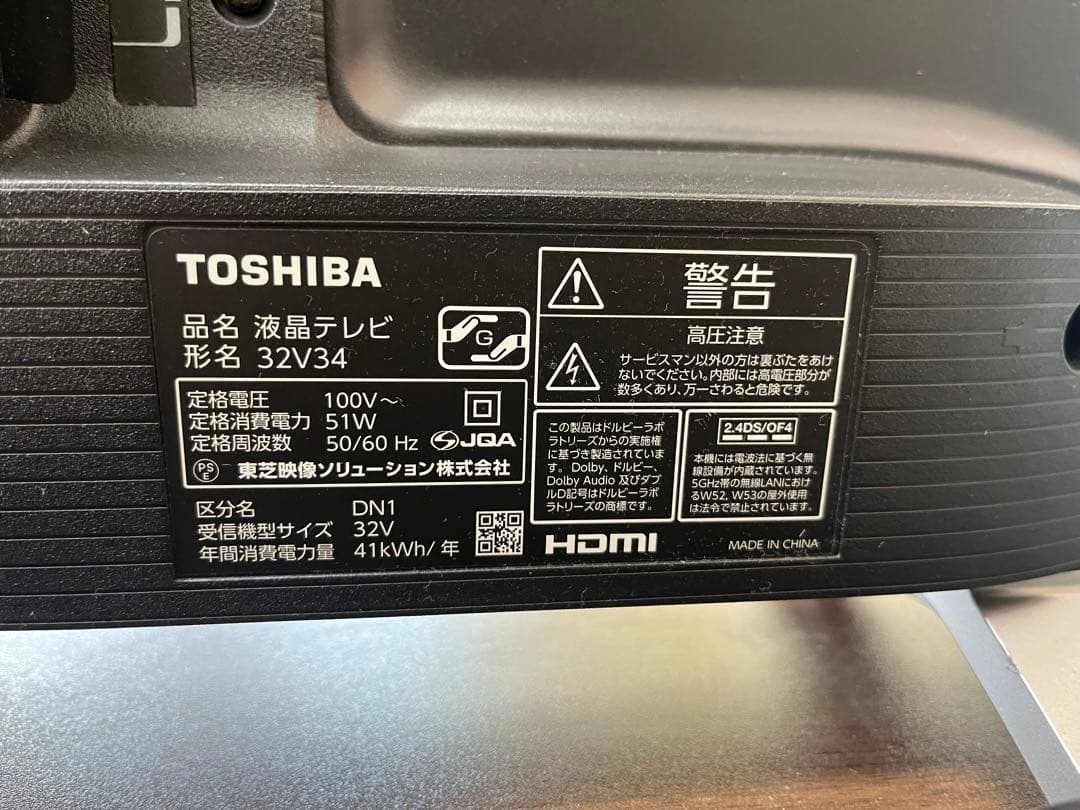 TOSHIBA
品名 液晶テレビ
形名 32V34
G
定格電圧 100V～
定格消費電力 51W
定格周波数 50/60 Hz
JQA
PS
E
東芝映像ソリューション株式会社
区分名 DN1
受信機型サイズ 32V
年間消費電力量 41kWh/年
警告
高圧注意
サービスマン以外の方は裏ぶたをあけ
ないでください。内部には高電圧部分が
数多くあり、万一さわると危険です。
この製品はドルビーラボ
ラトリーズからの実施権
に基づき製造されていま
す。Dolby、ドルビー、
Dolby Audio 及びダブ
ルD記号はドルビーラボ
ラトリーズの商標です。
2.4DS/OF4
本機には電波法に基づく無
線設備が内蔵されています。
5GHz帯の無線LANにおけ
るW52、W53の屋外使用
は法令で禁止されています。
HDMI
MADE IN CHINA